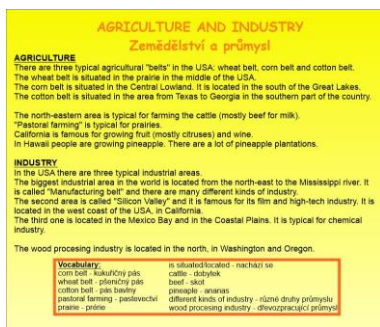 AGRICULTURE AND INDUSTRY
Zemědělství a průmysl
AGRICULTURE
There are three typical agricultural "belts" in the USA: wheat belt, corn belt and cotton belt.
The wheat belt is situated in the prairie in the middle of the USA.
The corn belt is situated in the Central Lowland. It is located in the south of the Great Lakes.
The cotton belt is situated in the area from Texas to Georgia in the southern part of the country.
The north-eastern area is typical for farming the cattle (mostly beef for milk).
"Pastoral farming" is typical for prairies.
California is famous for growing fruit (mostly citruses) and wine.
In Hawaii people are growing pineapple. There are a lot of pineapple plantations.
INDUSTRY
In the USA there are three typical industrial areas.
The biggest industrial area in the world is located from the north-east to the Mississippi river. It
is called "Manufacturing belt" and there are many different kinds of industry.
The second area is called "Silicon Valley" and it is famous for its film and high-tech industry. It is
located in the west coast of the USA, in California.
The third one is located in the Mexico Bay and in the Coastal Plains. It is typical for chemical
industry.
The wood procesing industry is located in the north, in Washington and Oregon.
Vocabulary:
corn belt - kukuřičný pás
wheat belt - pšeničný pás
cotton belt - pás bavlny
pastoral farming - pastevectví
prairie - prérie
is situated/located - nachází se
cattle - dobytek
beef - skot
pineaple - ananas
different kinds of industry - různé druhy průmyslu
wood procesing industry - dřevozpracující průmysl